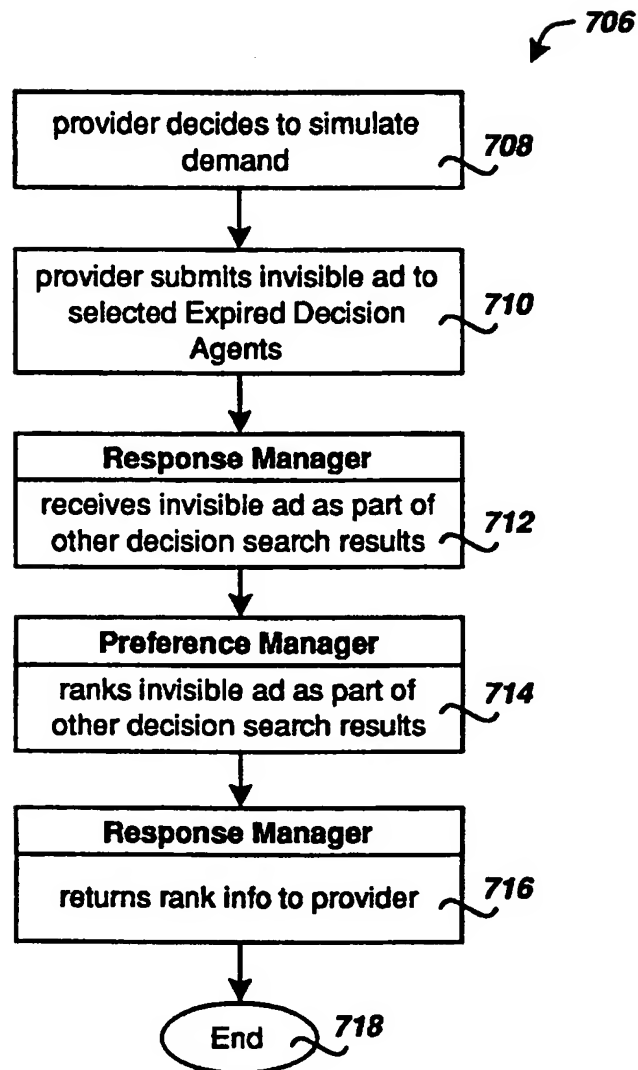 706
provider decides to simulate
demand
708
provider submits invisible ad to
selected Expired Decision
Agents
710
Response Manager
receives invisible ad as part of
other decision search results
712
Preference Manager
ranks invisible ad as part of
other decision search results
714
Response Manager
returns rank info to provider
716
End
718